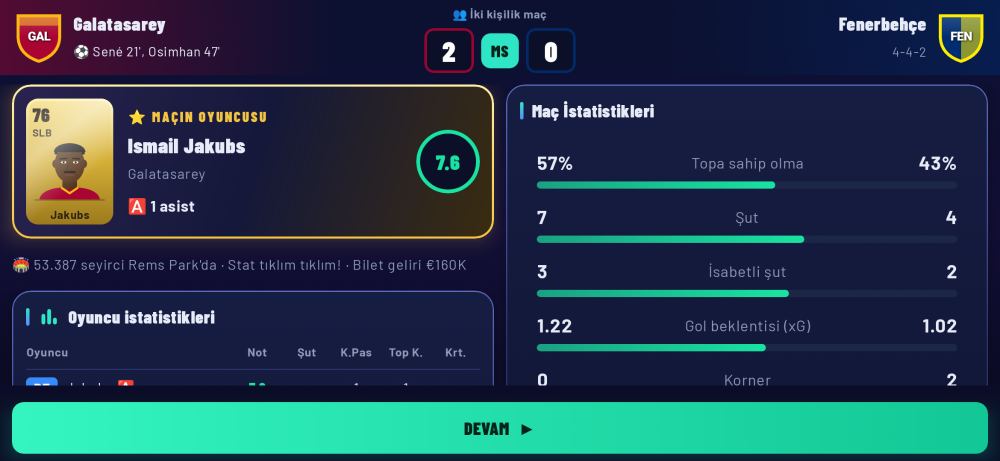 GAL
Galatasarey
⚽ Sené 21', Osimhan 47'
👥 İki kişilik maç
2 MS 0
Fenerbehçe
4-4-2
FEN
76
SLB
Jakubs
⭐ MAÇIN OYUNCUSU
Ismail Jakubs
Galatasarey
🅰️ 1 asist
7.6
🏟️ 53.387 seyirci Rems Park'da · Stat tıklım tıklım! · Bilet geliri €160K
Oyuncu istatistikleri
Oyuncu Not Şut K.Pas Top K. Krt.
Maç İstatistikleri
57% Topa sahip olma 43%
7 Şut 4
3 İsabetli şut 2
1.22 Gol beklentisi (xG) 1.02
0 Korner 2
DEVAM ►